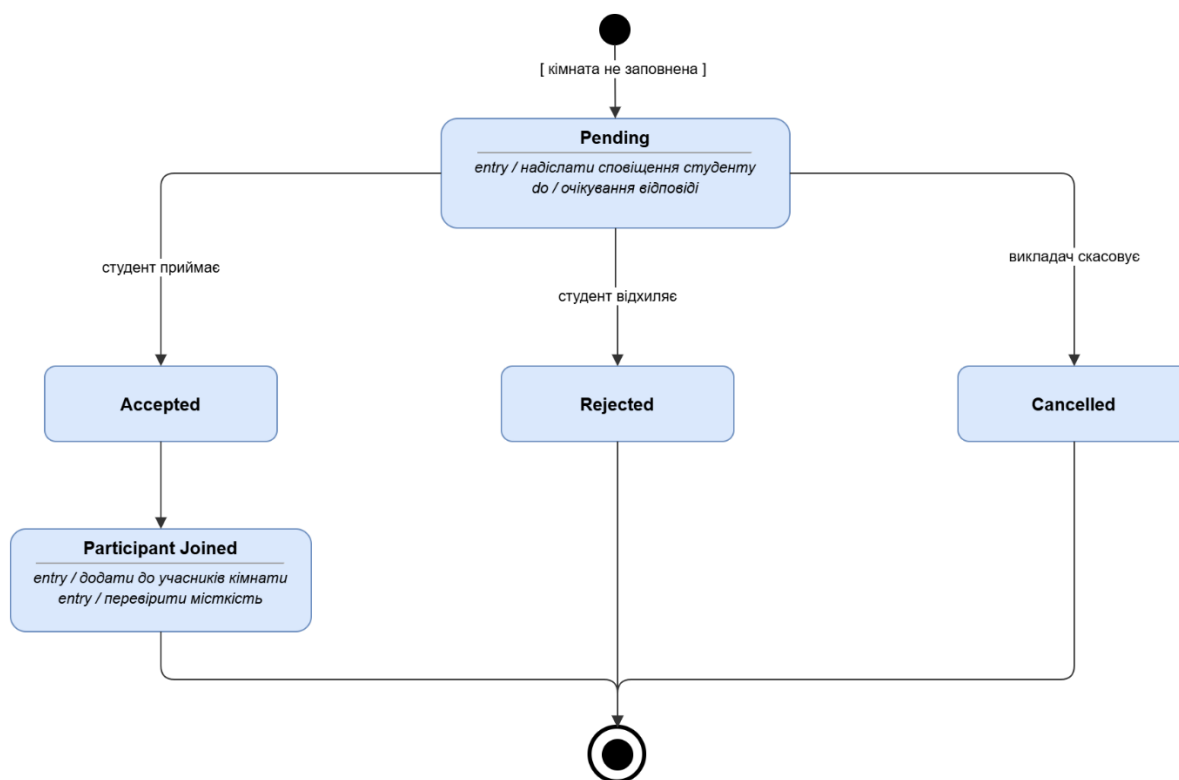 [ кімната не заповнена ]
Pending
entry / надіслати сповіщення студенту
do / очікування відповіді
студент приймає
студент відхиляє
викладач скасовує
Accepted
Rejected
Cancelled
Participant Joined
entry / додати до учасників кімнати
entry / перевірити місткість